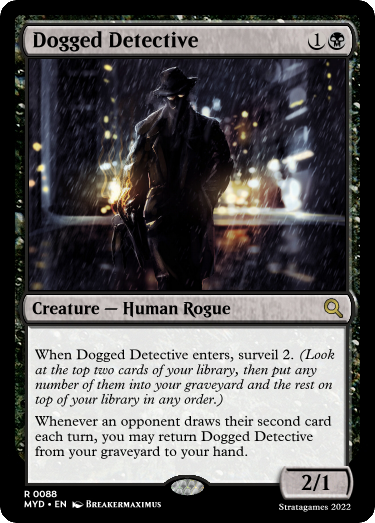 Dogged Detective 1
Creature — Human Rogue
When Dogged Detective enters, surveil 2. (Look
at the top two cards of your library, then put any
number of them into your graveyard and the rest on
top of your library in any order.)
Whenever an opponent draws their second card
each turn, you may return Dogged Detective
from your graveyard to your hand.
2/1
R 0088
MYD • EN Breakermaximus
Stratagames 2022